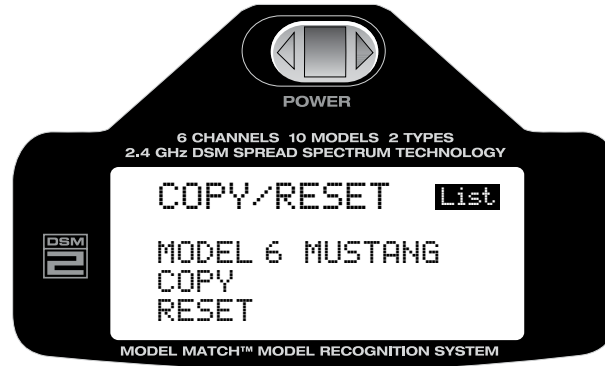 POWER
6 CHANNELS 10 MODELS 2 TYPES
2.4 GHz DSM SPREAD SPECTRUM TECHNOLOGY
COPY/RESET List
DSM
2
MODEL 6 MUSTANG
COPY
RESET
MODEL MATCH™ MODEL RECOGNITION SYSTEM